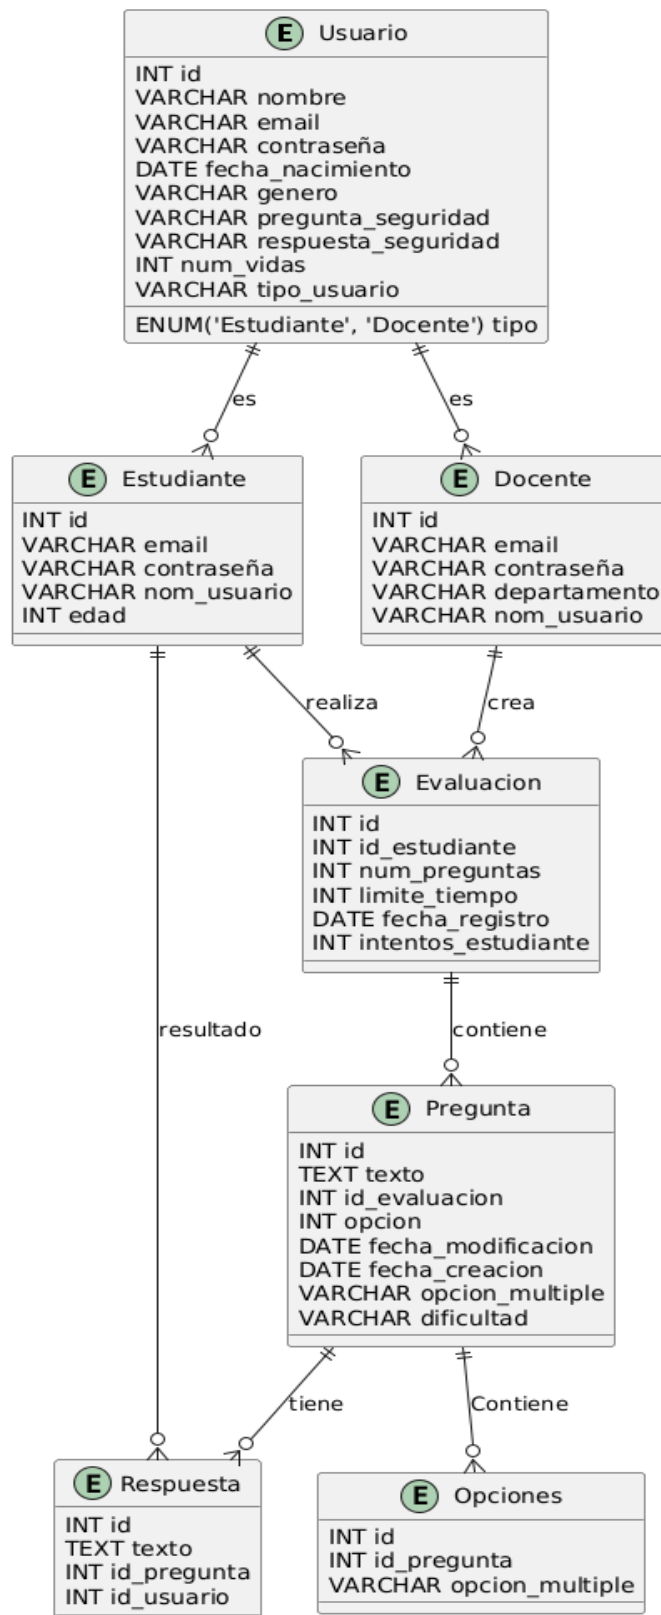 E Usuario
INT id
VARCHAR nombre
VARCHAR email
VARCHAR contraseña
DATE fecha_nacimiento
VARCHAR genero
VARCHAR pregunta_seguridad
VARCHAR respuesta_seguridad
INT num_vidas
VARCHAR tipo_usuario
ENUM('Estudiante', 'Docente') tipo
es
es
E Estudiante
INT id
VARCHAR email
VARCHAR contraseña
VARCHAR nom_usuario
INT edad
E Docente
INT id
VARCHAR email
VARCHAR contraseña
VARCHAR departamento
VARCHAR nom_usuario
realiza
crea
E Evaluacion
INT id
INT id_estudiante
INT num_preguntas
INT limite_tiempo
DATE fecha_registro
INT intentos_estudiante
resultado
contiene
E Pregunta
INT id
TEXT texto
INT id_evaluacion
INT opcion
DATE fecha_modificacion
DATE fecha_creacion
VARCHAR opcion_multiple
VARCHAR dificultad
tiene
Contiene
E Respuesta
INT id
TEXT texto
INT id_pregunta
INT id_usuario
E Opciones
INT id
INT id_pregunta
VARCHAR opcion_multiple